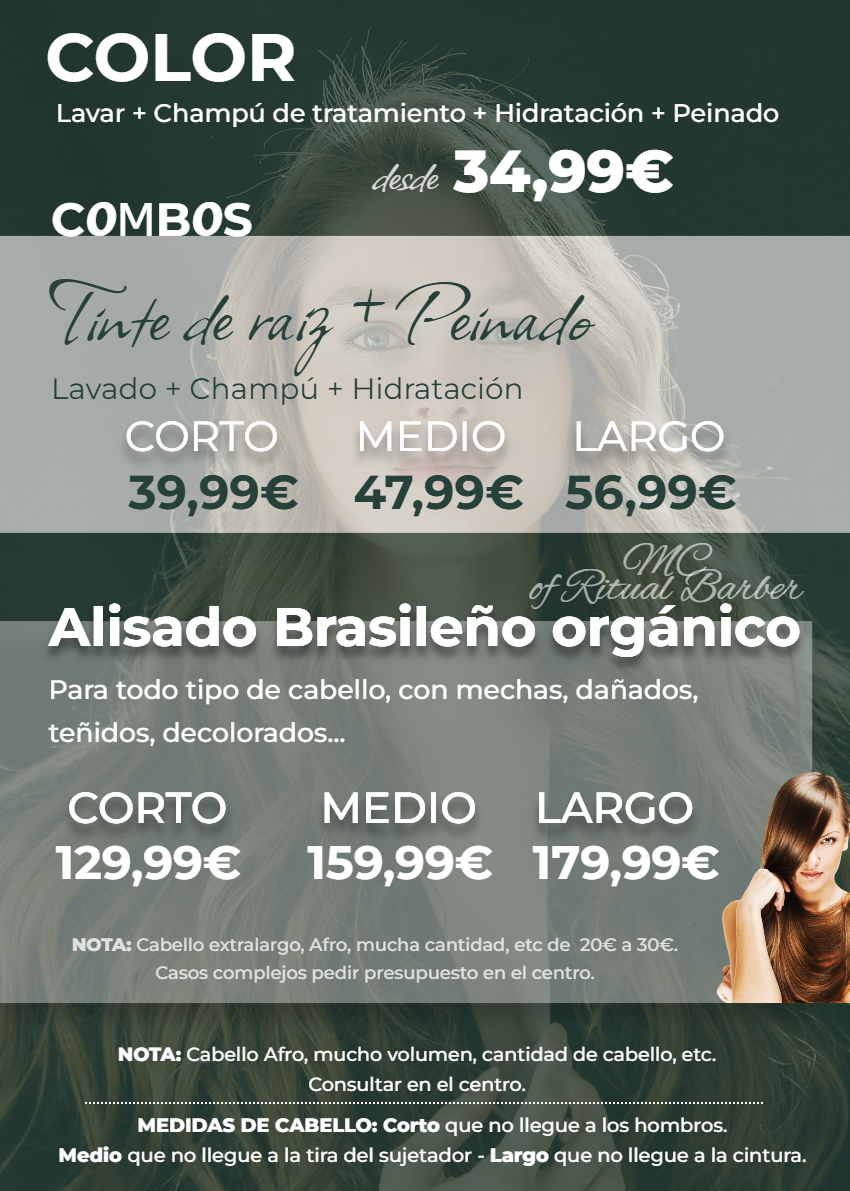 COLOR
Lavar + Champú de tratamiento + Hidratación + Peinado
desde 34,99€
COMBOS
Tinte de raíz + Peinado
Lavado + Champú + Hidratación
CORTO MEDIO LARGO
39,99€ 47,99€ 56,99€
MC
of Ritual Barber
Alisado Brasileño orgánico
Para todo tipo de cabello, con mechas, dañados,
teñidos, decolorados...
CORTO MEDIO LARGO
129,99€ 159,99€ 179,99€
NOTA: Cabello extralargo, Afro, mucha cantidad, etc de 20€ a 30€.
Casos complejos pedir presupuesto en el centro.
NOTA: Cabello Afro, mucho volumen, cantidad de cabello, etc.
Consultar en el centro.
MEDIDAS DE CABELLO: Corto que no llegue a los hombros.
Medio que no llegue a la tira del sujetador - Largo que no llegue a la cintura.